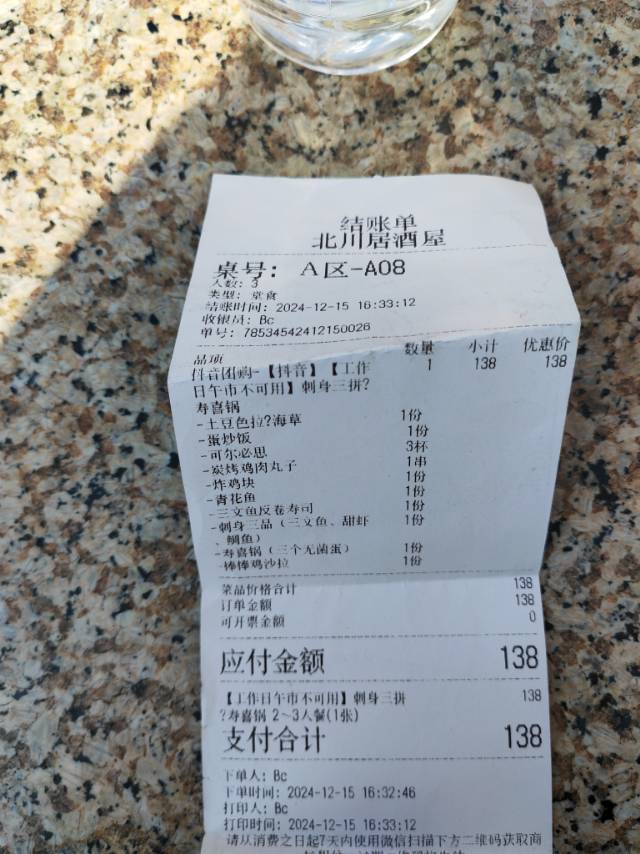 结账单
北川居酒屋
桌号： A区-A08
人数：3
类型：堂食
结账时间：2024-12-15 16:33:12
收银员：Bc
单号：78534542412150026
品项 数量 小计 优惠价
抖音团购-【抖音】【工作 1 138 138
日午市不可用】刺身三拼?
寿喜锅
-土豆色拉?海草 1份
-蛋炒饭 1份
-可尔必思 3杯
-炭烤鸡肉丸子 1串
-炸鸡块 1份
-青花鱼 1份
-三文鱼反卷寿司 1份
-刺身三品（三文鱼、甜虾 1份
、鲷鱼）
-寿喜锅（三个无菌蛋） 1份
-棒棒鸡沙拉 1份
菜品价格合计 138
订单金额 138
可开票金额 0
应付金额 138
【工作日午市不可用】刺身三拼 138
?寿喜锅 2~3人餐(1张)
支付合计 138
下单人：Bc
下单时间：2024-12-15 16:32:46
打印人：Bc
打印时间：2024-12-15 16:33:12
请从消费之日起7天内使用微信扫描下方二维码获取商